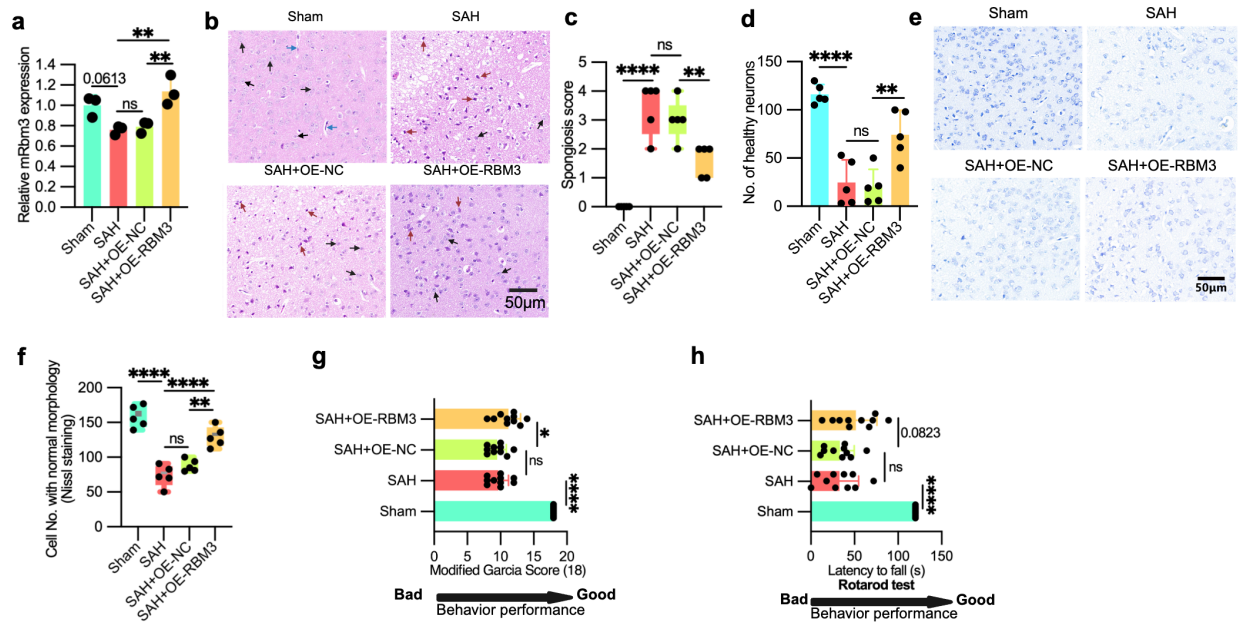 a
Relative mRbm3 expression
1.4
1.2
1.0
0.8
0.6
0.4
0.2
0.0
**
**
0.0613
ns
Sham
SAH
SAH+OE-NC
SAH+OE-RBM3
b
Sham
SAH
SAH+OE-NC
SAH+OE-RBM3
50μm
c
Spongiosis score
5
4
3
2
1
0
ns
****
**
Sham
SAH
SAH+OE-NC
SAH+OE-RBM3
d
No. of healthy neurons
150
100
50
0
****
**
ns
Sham
SAH
SAH+OE-NC
SAH+OE-RBM3
e
Sham
SAH
SAH+OE-NC
SAH+OE-RBM3
50μm
f
Cell No. with normal morphology
(Nissl staining)
200
150
100
50
0
****
****
**
ns
Sham
SAH
SAH+OE-NC
SAH+OE-RBM3
g
SAH+OE-RBM3
SAH+OE-NC
SAH
Sham
*
ns
****
0 5 10 15 20
Modified Garcia Score (18)
Bad Good
Behavior performance
h
SAH+OE-RBM3
SAH+OE-NC
SAH
Sham
0.0823
ns
****
0 50 100 150
Latency to fall (s)
Rotarod test
Bad Good
Behavior performance